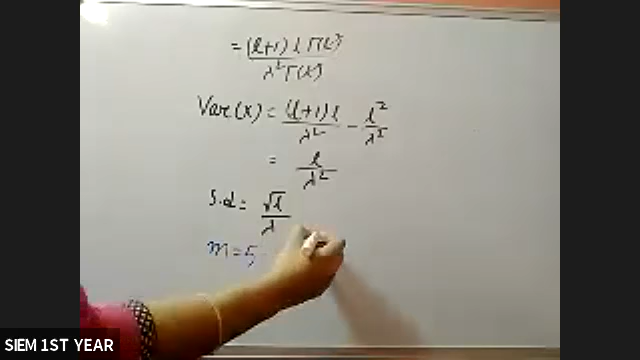 = (l+1) l Γ(l) / λ² Γ(l)
Var(x) = (l+1) l / λ² - l² / λ²
= l / λ²
S.d = √l / λ
m = 5
SIEM 1ST YEAR